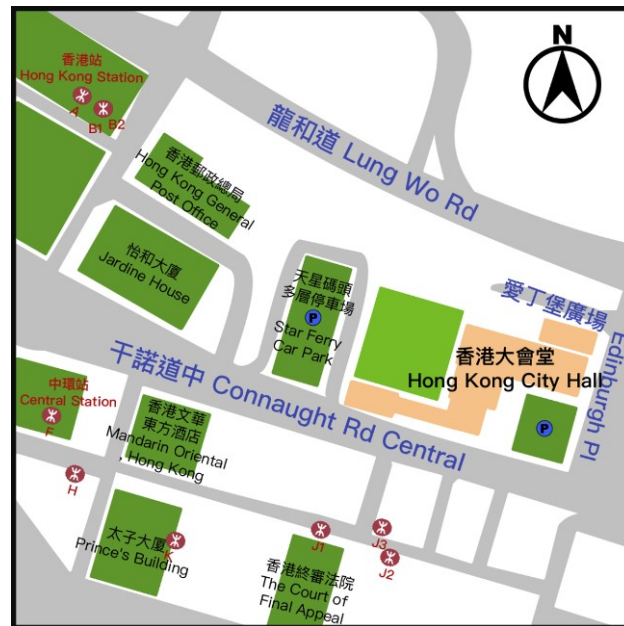 N
香港站
Hong Kong Station
A
B1
B2
龍和道 Lung Wo Rd
香港郵政總局
Hong Kong General
Post Office
怡和大廈
Jardine House
天星碼頭
多層停車場
P
Star Ferry
Car Park
愛丁堡廣場
Edinburgh Pl
香港大會堂
Hong Kong City Hall
P
干諾道中 Connaught Rd Central
中環站
Central Station
F
香港文華
東方酒店
Mandarin Oriental
, Hong Kong
H
太子大廈
Prince's Building
K
J1
J3
J2
香港終審法院
The Court of
Final Appeal